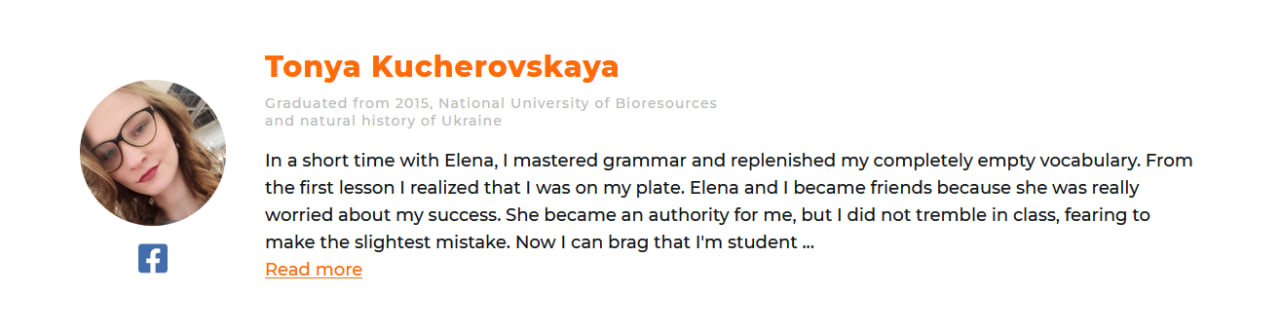 Tonya Kucherovskaya
Graduated from 2015, National University of Bioresources
and natural history of Ukraine
In a short time with Elena, I mastered grammar and replenished my completely empty vocabulary. From
the first lesson I realized that I was on my plate. Elena and I became friends because she was really
worried about my success. She became an authority for me, but I did not tremble in class, fearing to
make the slightest mistake. Now I can brag that I'm student ...
Read more